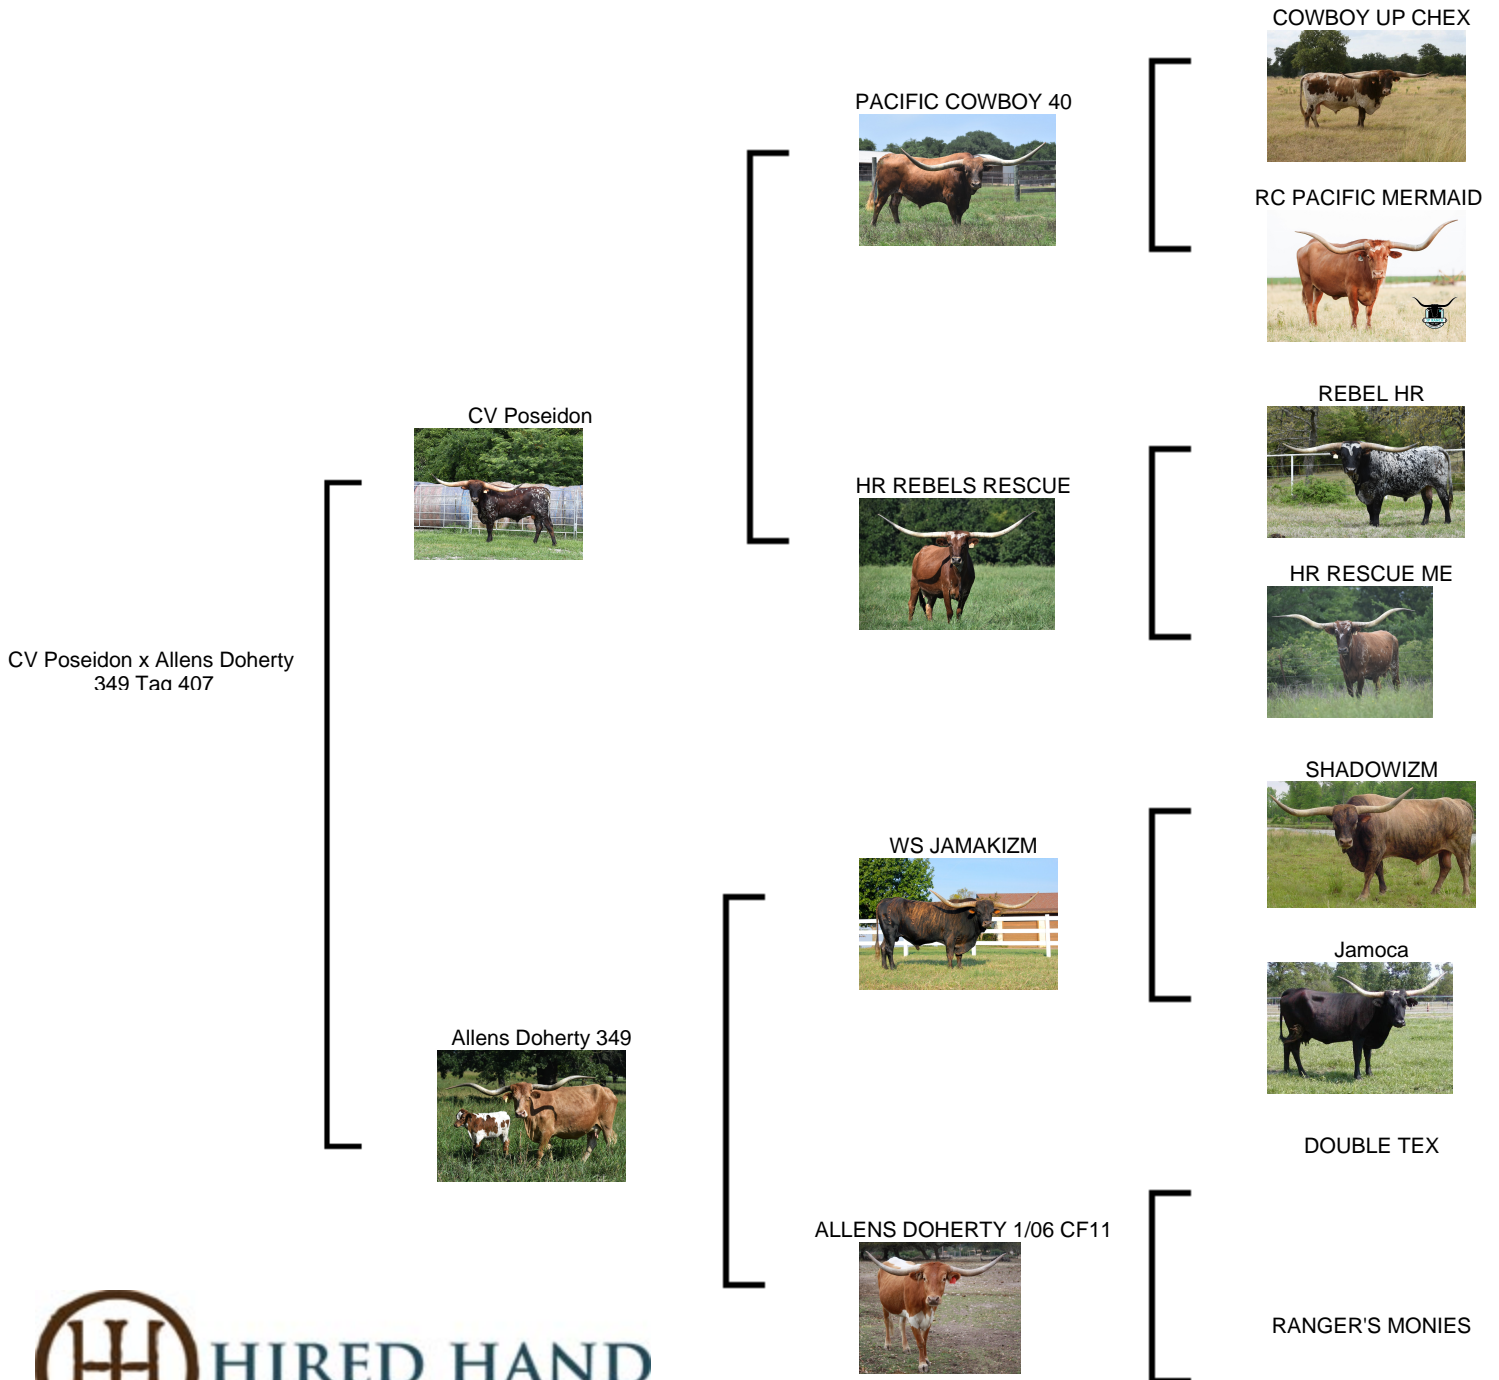 COWBOY UP CHEX
PACIFIC COWBOY 40
RC PACIFIC MERMAID
CV Poseidon
REBEL HR
HR REBELS RESCUE
HR RESCUE ME
CV Poseidon x Allens Doherty
349 Tag 407
SHADOWIZM
WS JAMAKIZM
Jamoca
Allens Doherty 349
DOUBLE TEX
ALLENS DOHERTY 1/06 CF11
RANGER'S MONIES
HIRED HAND